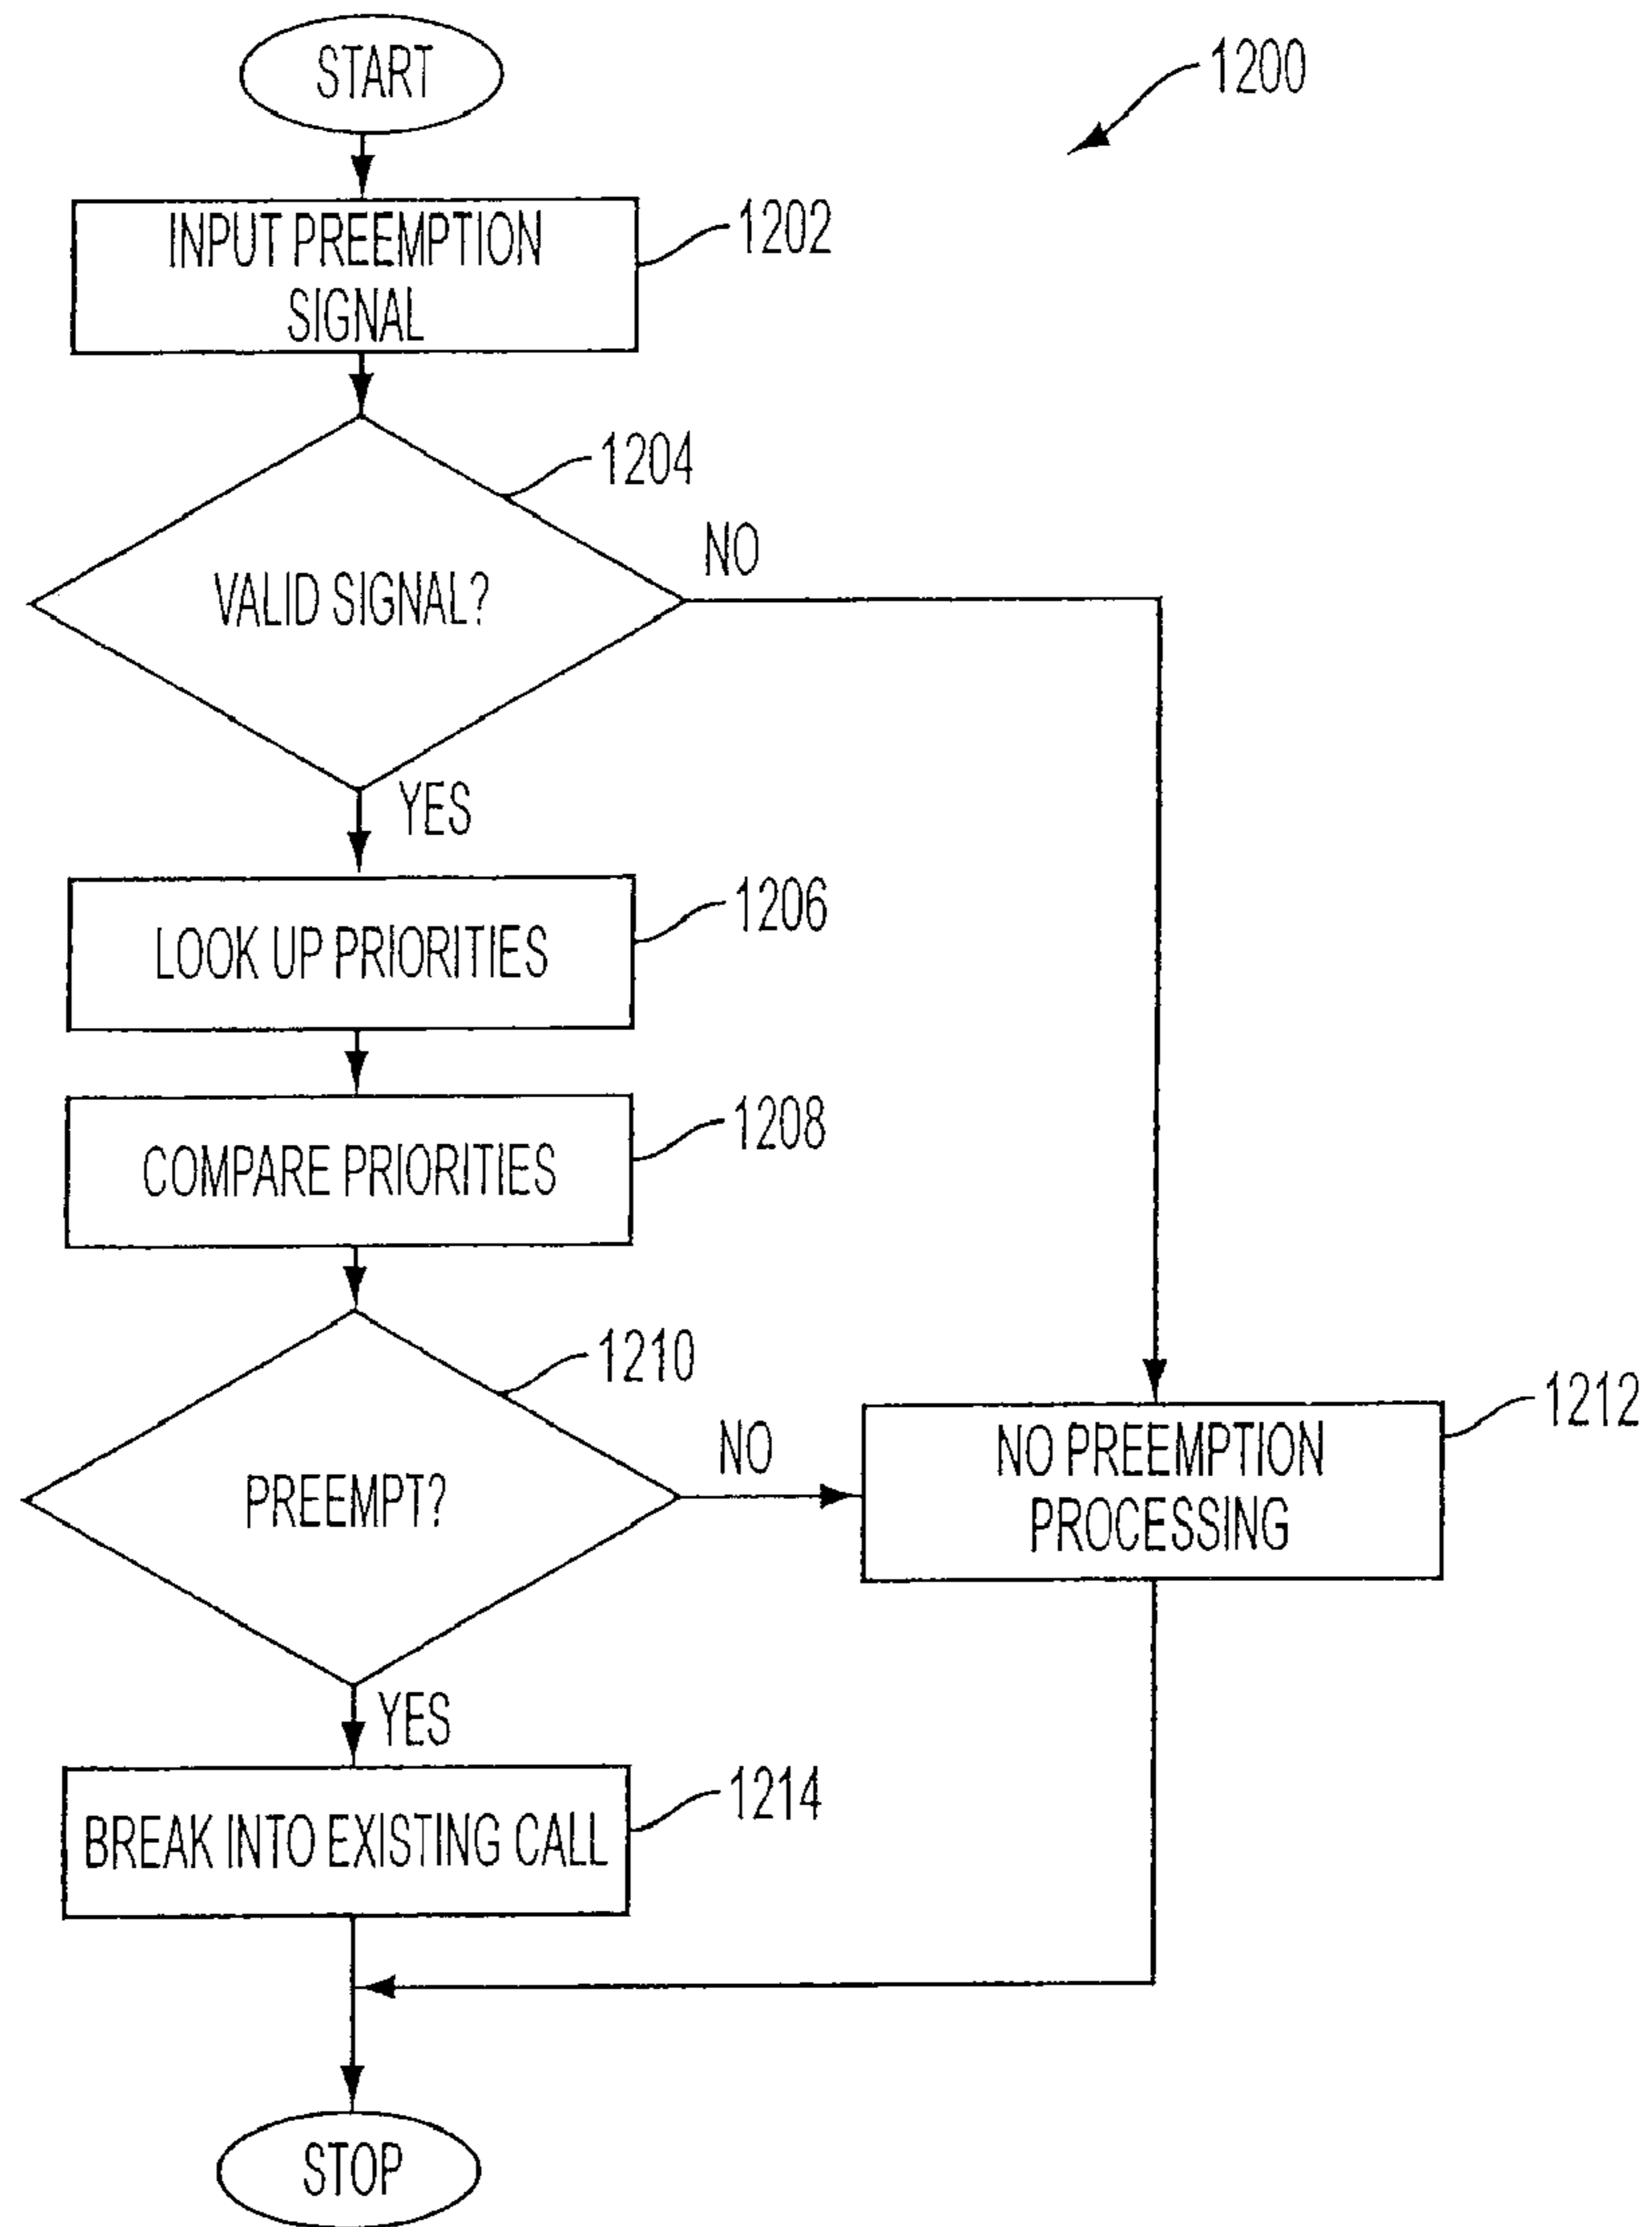 START
1200
INPUT PREEMPTION
SIGNAL
1202
1204
VALID SIGNAL?
NO
YES
LOOK UP PRIORITIES
1206
COMPARE PRIORITIES
1208
1210
PREEMPT?
NO
NO PREEMPTION
PROCESSING
1212
YES
BREAK INTO EXISTING CALL
1214
STOP